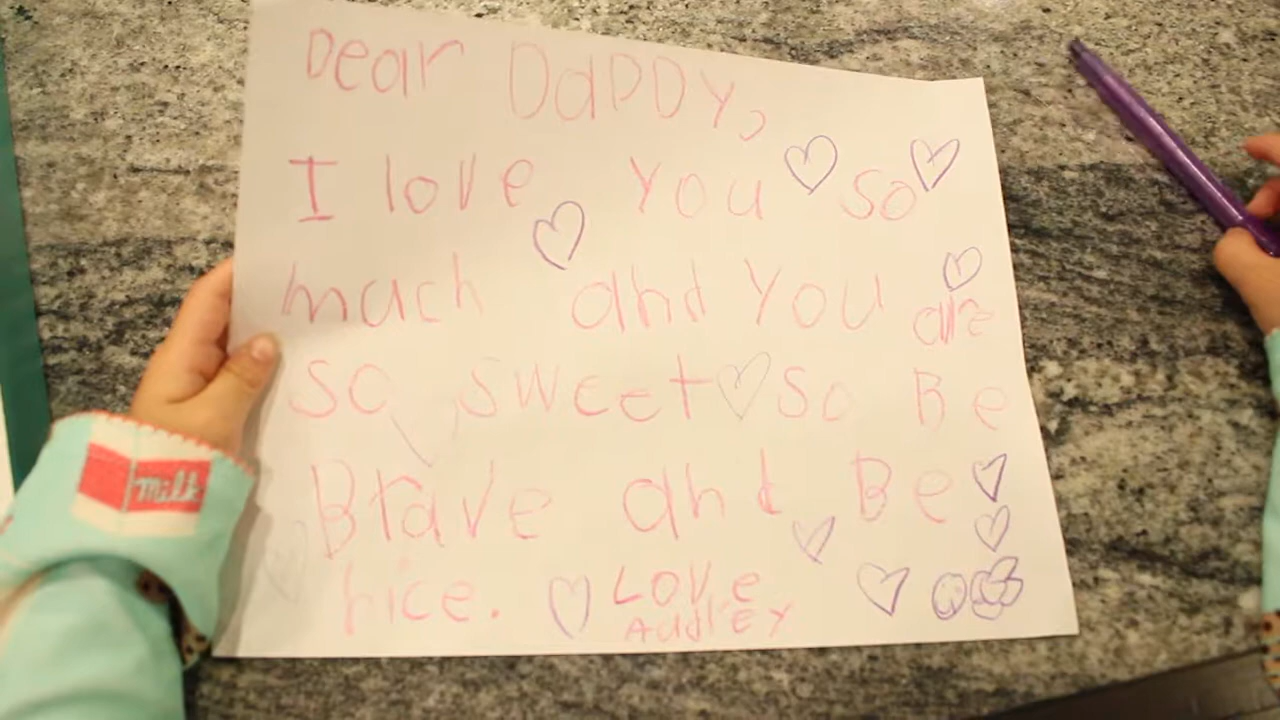 Dear DaDDY,
I love you so
much and you are
so sweet so Be
Brave and Be
nice. Love
Audrey
Milk